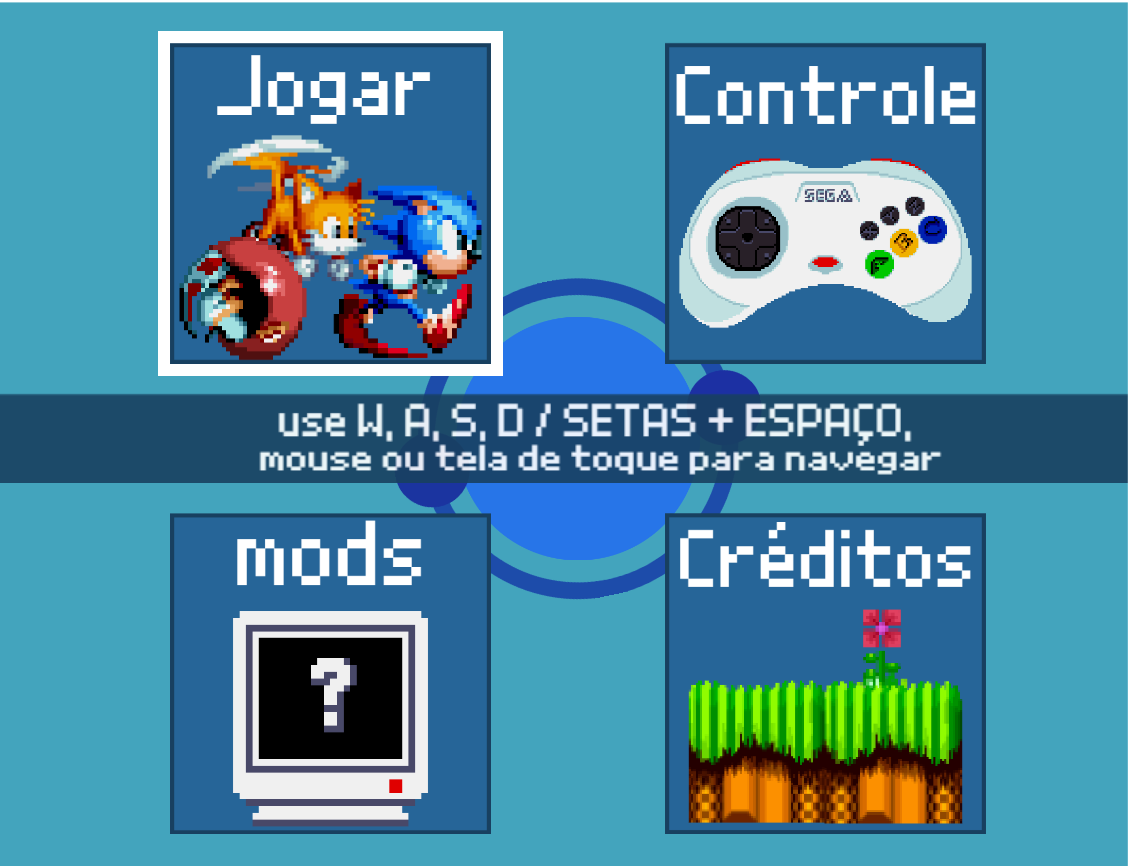 Jogar
Controle
SEGA
use W, A, S, D / SETAS + ESPAÇO,
mouse ou tela de toque para navegar
mods
?
Créditos